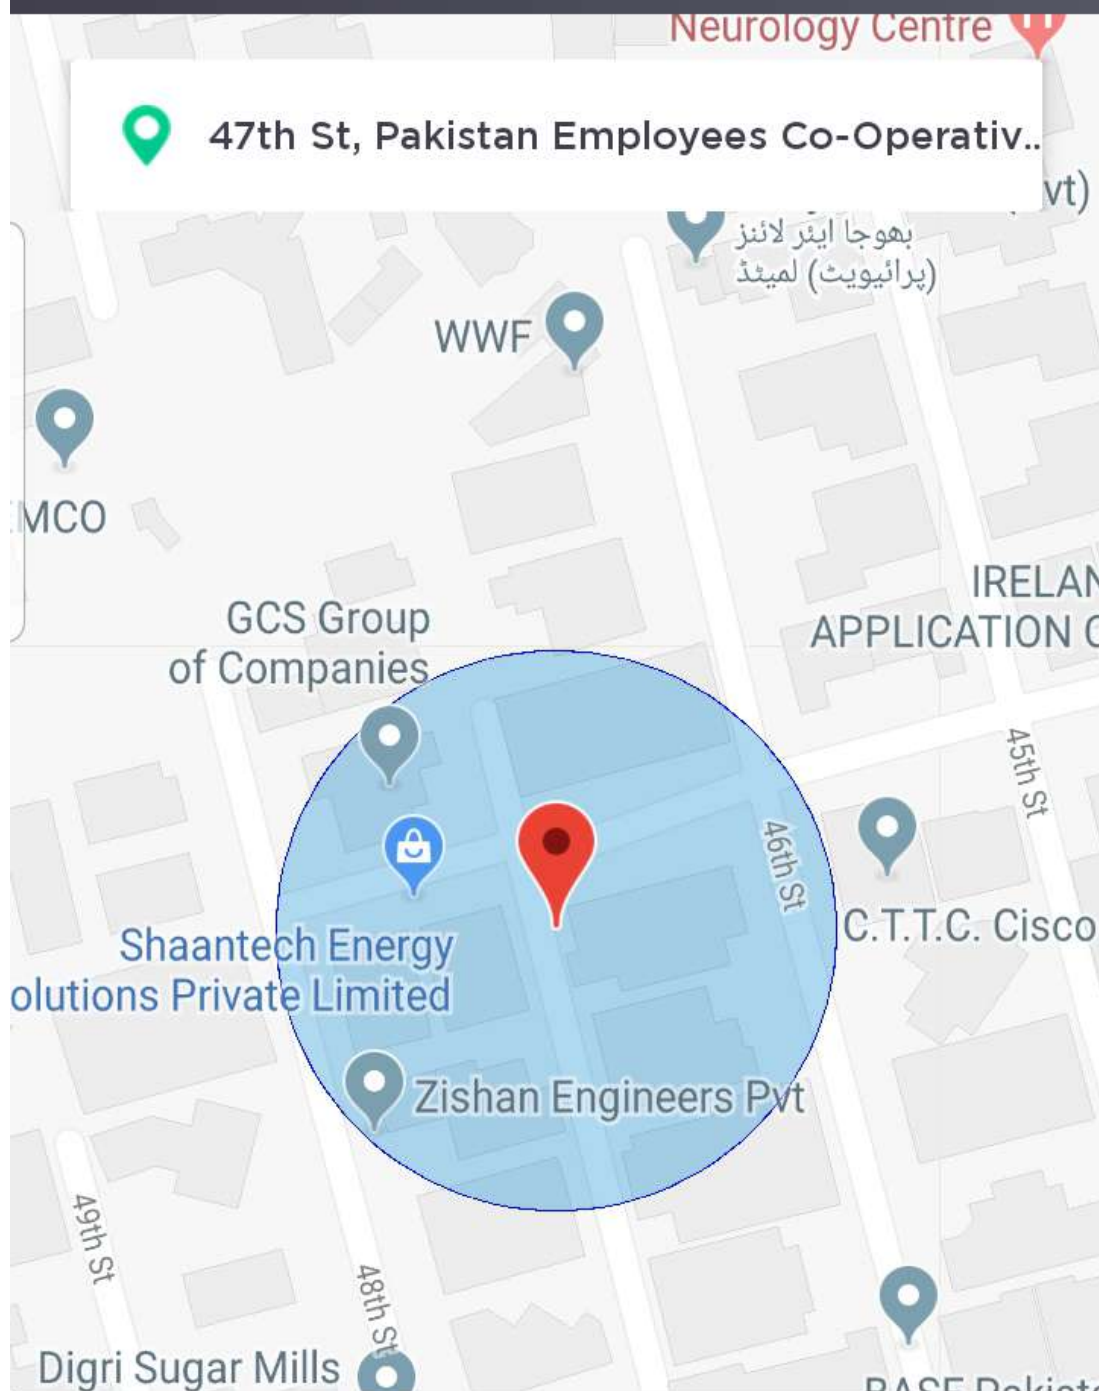 Neurology Centre
47th St, Pakistan Employees Co-Operativ..
vt)
بھوجا ایئر لائنز
(پرائیویٹ) لمیٹڈ
WWF
MCO
IRELAN
APPLICATION
GCS Group
of Companies
45th St
46th St
C.T.T.C. Cisco
Shaantech Energy
olutions Private Limited
Zishan Engineers Pvt
49th St
48th St
Digri Sugar Mills
BASF Pakist